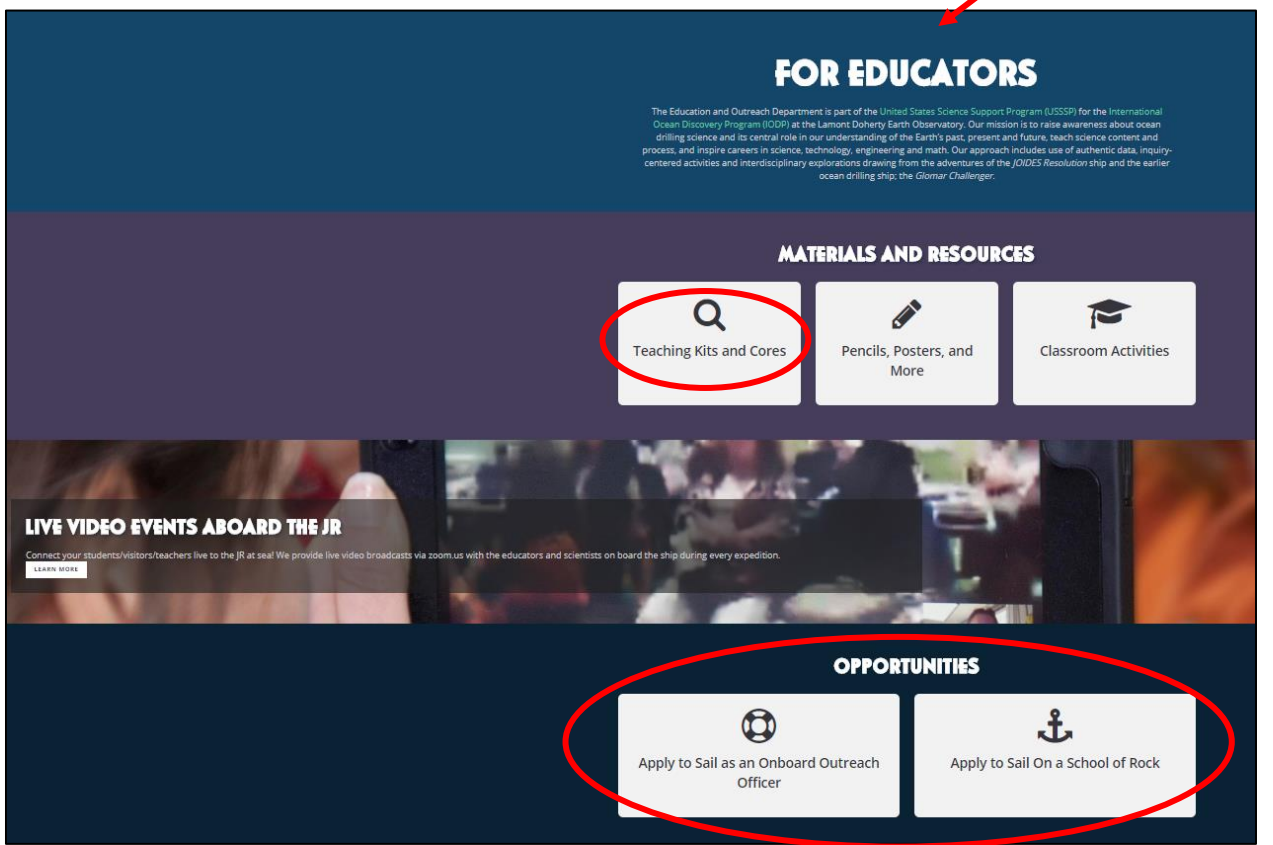 FOR EDUCATORS
The Education and Outreach Department is part of the United States Science Support Program (USSSP) for the International
Ocean Discovery Program (IODP) at the Lamont Doherty Earth Observatory. Our mission is to raise awareness about ocean
drilling science and its central role in our understanding of the Earth's past, present and future, teach science content and
process, and inspire careers in science, technology, engineering and math. Our approach includes use of authentic data, inquiry-
centered activities and interdisciplinary explorations drawing from the adventures of the JOIDES Resolution ship and the earlier
ocean drilling ship; the Glomar Challenger.
MATERIALS AND RESOURCES
Teaching Kits and Cores
Pencils, Posters, and
More
Classroom Activities
LIVE VIDEO EVENTS ABOARD THE JR
Connect your students/visitors/teachers live to the JR at sea! We provide live video broadcasts via zoom.us with the educators and scientists on board the ship during every expedition.
LEARN MORE
OPPORTUNITIES
Apply to Sail as an Onboard Outreach
Officer
Apply to Sail On a School of Rock